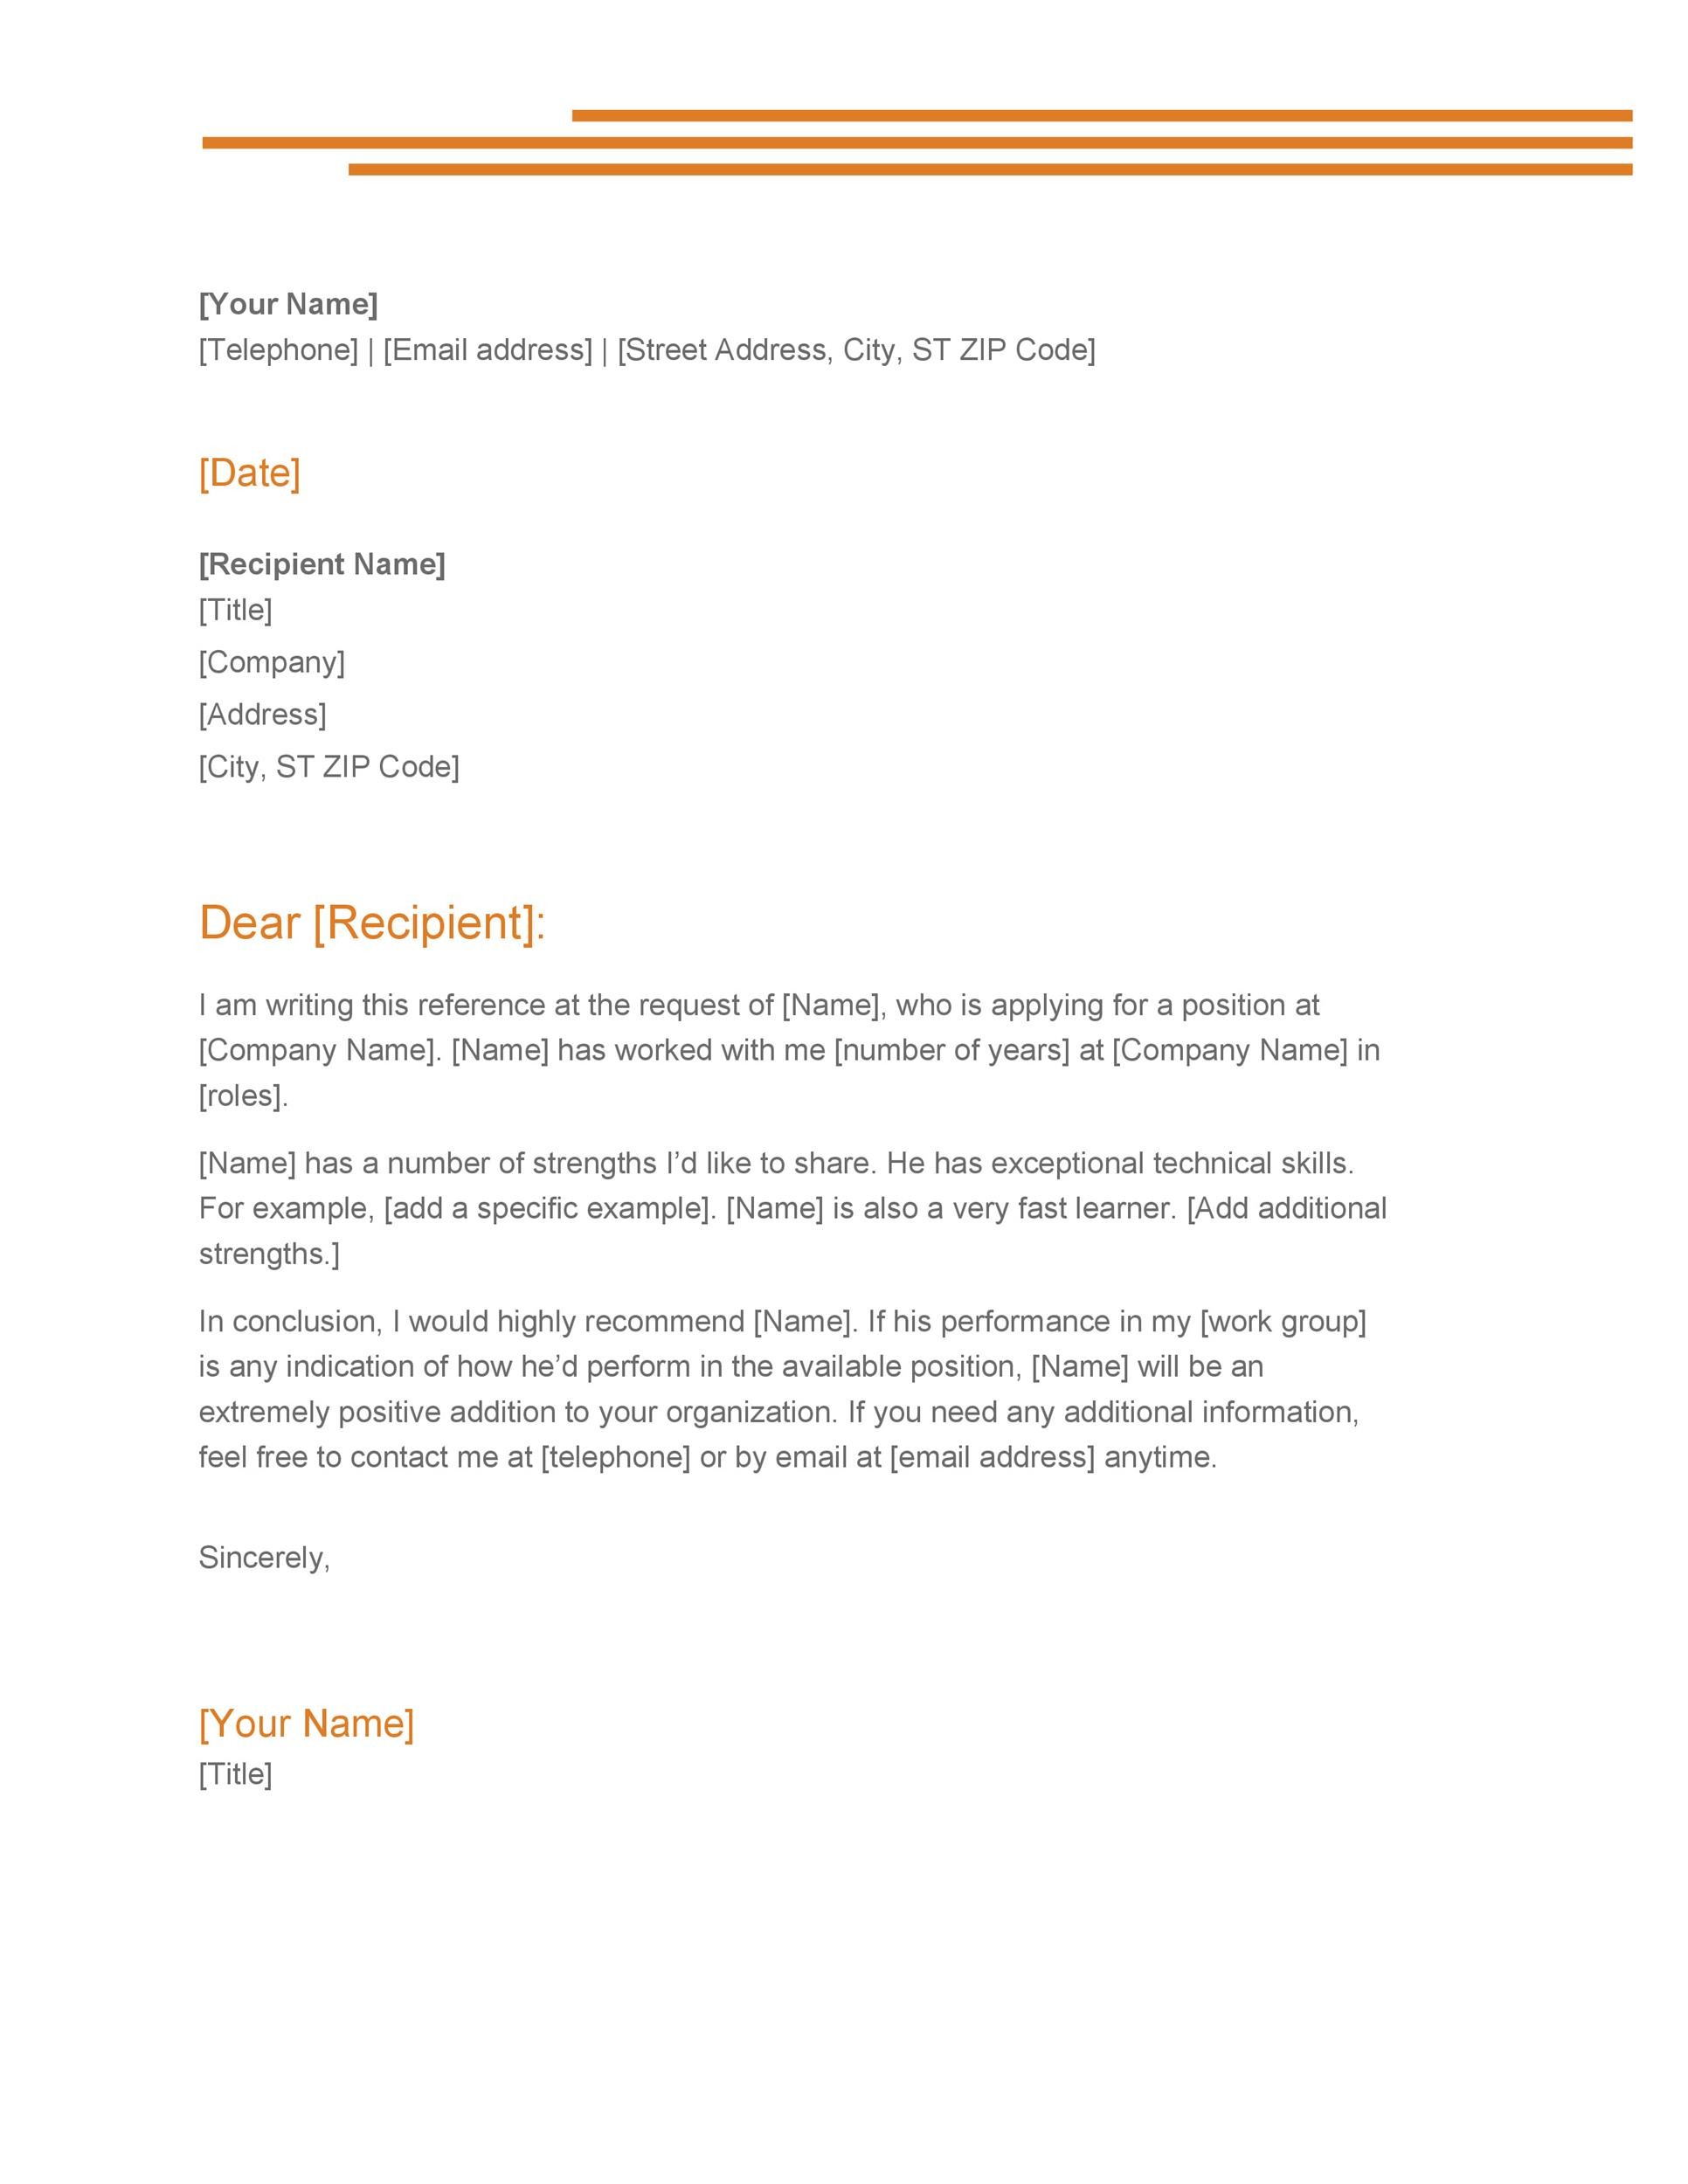 [Your Name]
[Telephone] | [Email address] | [Street Address, City, ST ZIP Code]
[Date]
[Recipient Name]
[Title]
[Company]
[Address]
[City, ST ZIP Code]
Dear [Recipient]:
I am writing this reference at the request of [Name], who is applying for a position at
[Company Name]. [Name] has worked with me [number of years] at [Company Name] in
[roles].
[Name] has a number of strengths I’d like to share. He has exceptional technical skills.
For example, [add a specific example]. [Name] is also a very fast learner. [Add additional
strengths.]
In conclusion, I would highly recommend [Name]. If his performance in my [work group]
is any indication of how he’d perform in the available position, [Name] will be an
extremely positive addition to your organization. If you need any additional information,
feel free to contact me at [telephone] or by email at [email address] anytime.
Sincerely,
[Your Name]
[Title]